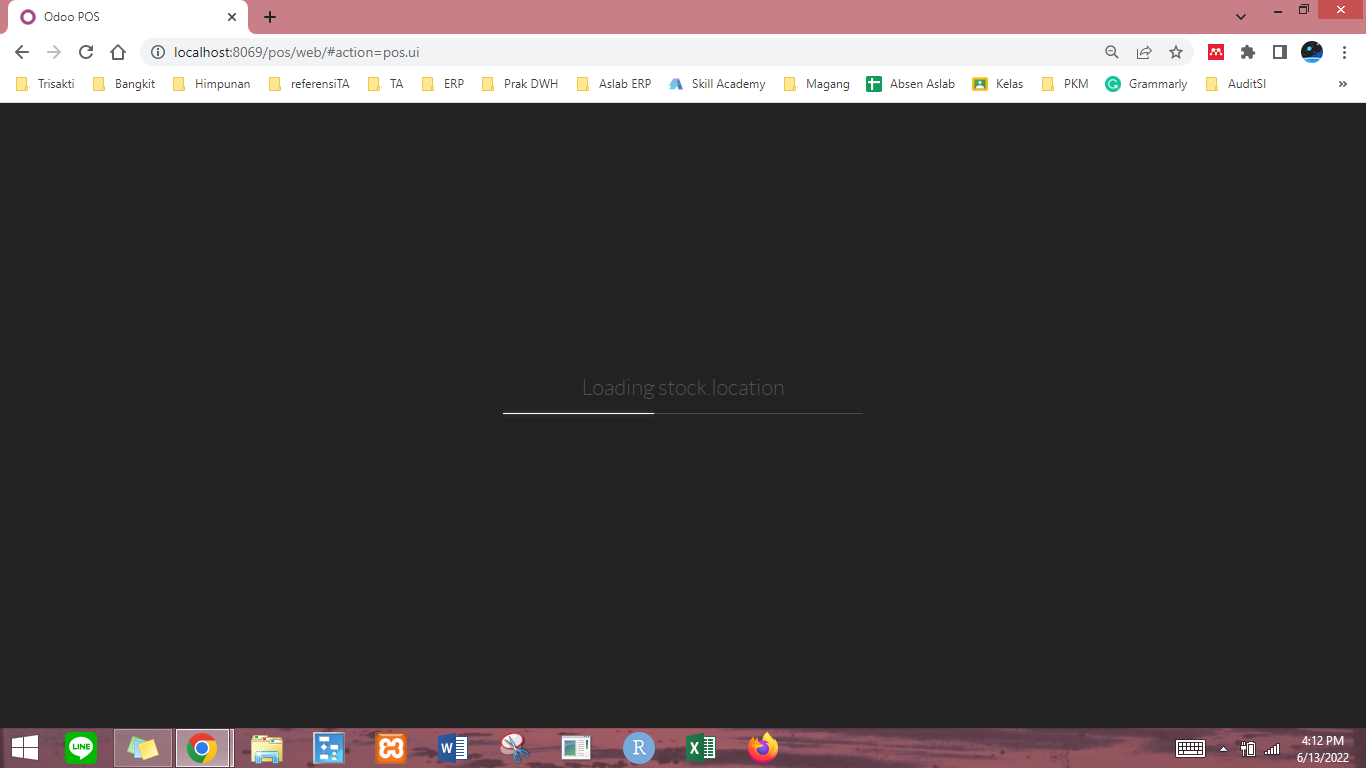 Odoo POS
localhost:8069/pos/web/#action=pos.ui
Trisakti Bangkit Himpunan referensiTA TA ERP Prak DWH Aslab ERP Skill Academy Magang Absen Aslab Kelas PKM Grammarly AuditSI »
Loading stock.location
LINE
W
R
X
4:12 PM
6/13/2022